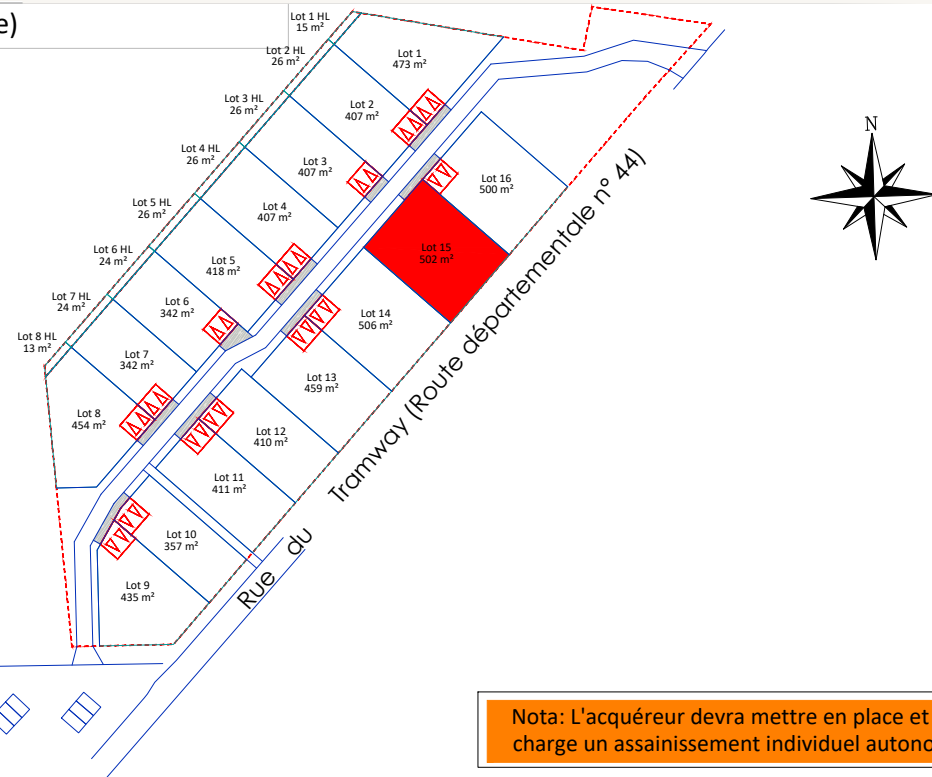 e)
Lot 1 HL
15 m²
Lot 2 HL
26 m²
Lot 3 HL
26 m²
Lot 4 HL
26 m²
Lot 5 HL
26 m²
Lot 6 HL
24 m²
Lot 7 HL
24 m²
Lot 8 HL
13 m²
Lot 1
473 m²
Lot 2
407 m²
Lot 3
407 m²
Lot 4
407 m²
Lot 5
418 m²
Lot 6
342 m²
Lot 7
342 m²
Lot 8
454 m²
Lot 16
500 m²
Lot 15
502 m²
Lot 14
506 m²
Lot 13
459 m²
Lot 12
410 m²
Lot 11
411 m²
Lot 10
357 m²
Lot 9
435 m²
Rue du Tramway (Route départementale n° 44)
N
Nota: L'acquéreur devra mettre en place et
charge un assainissement individuel autono